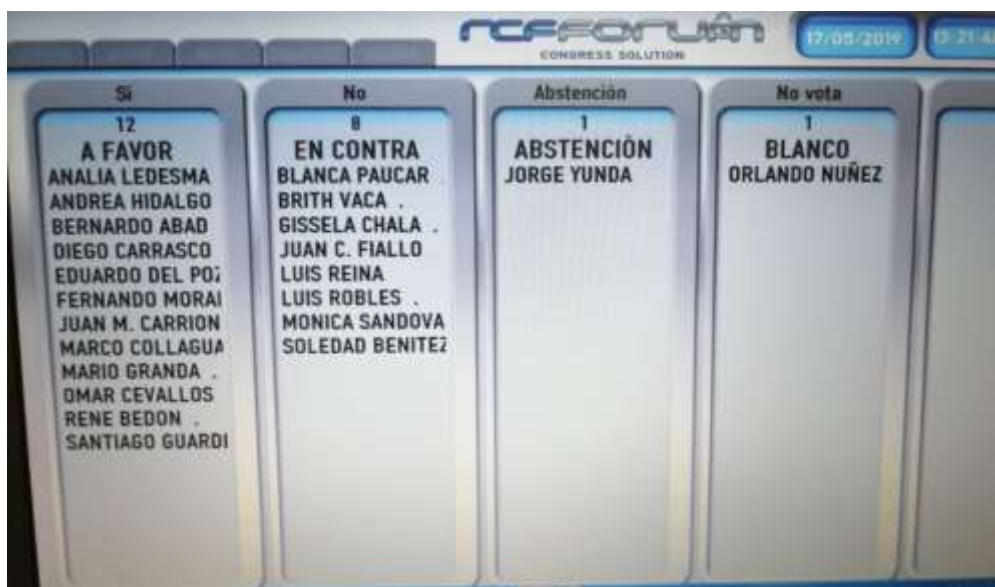 rcf FORUM
CONGRESS SOLUTION
17/05/2019
Si
12
A FAVOR
ANALIA LEDESMA
ANDREA HIDALGO
BERNARDO ABAD
DIEGO CARRASCO
EDUARDO DEL POZ
FERNANDO MORAI
JUAN M. CARRION
MARCO COLLAGUA
MARIO GRANDA .
OMAR CEVALLOS
RENE BEDON .
SANTIAGO GUARDI
No
8
EN CONTRA
BLANCA PAUCAR
BRITH VACA .
GISSELA CHALA .
JUAN C. FIALLO
LUIS REINA
LUIS ROBLES .
MONICA SANDOVA
SOLEDAD BENITEZ
Abstención
1
ABSTENCIÓN
JORGE YUNDA
No vota
1
BLANCO
ORLANDO NUÑEZ